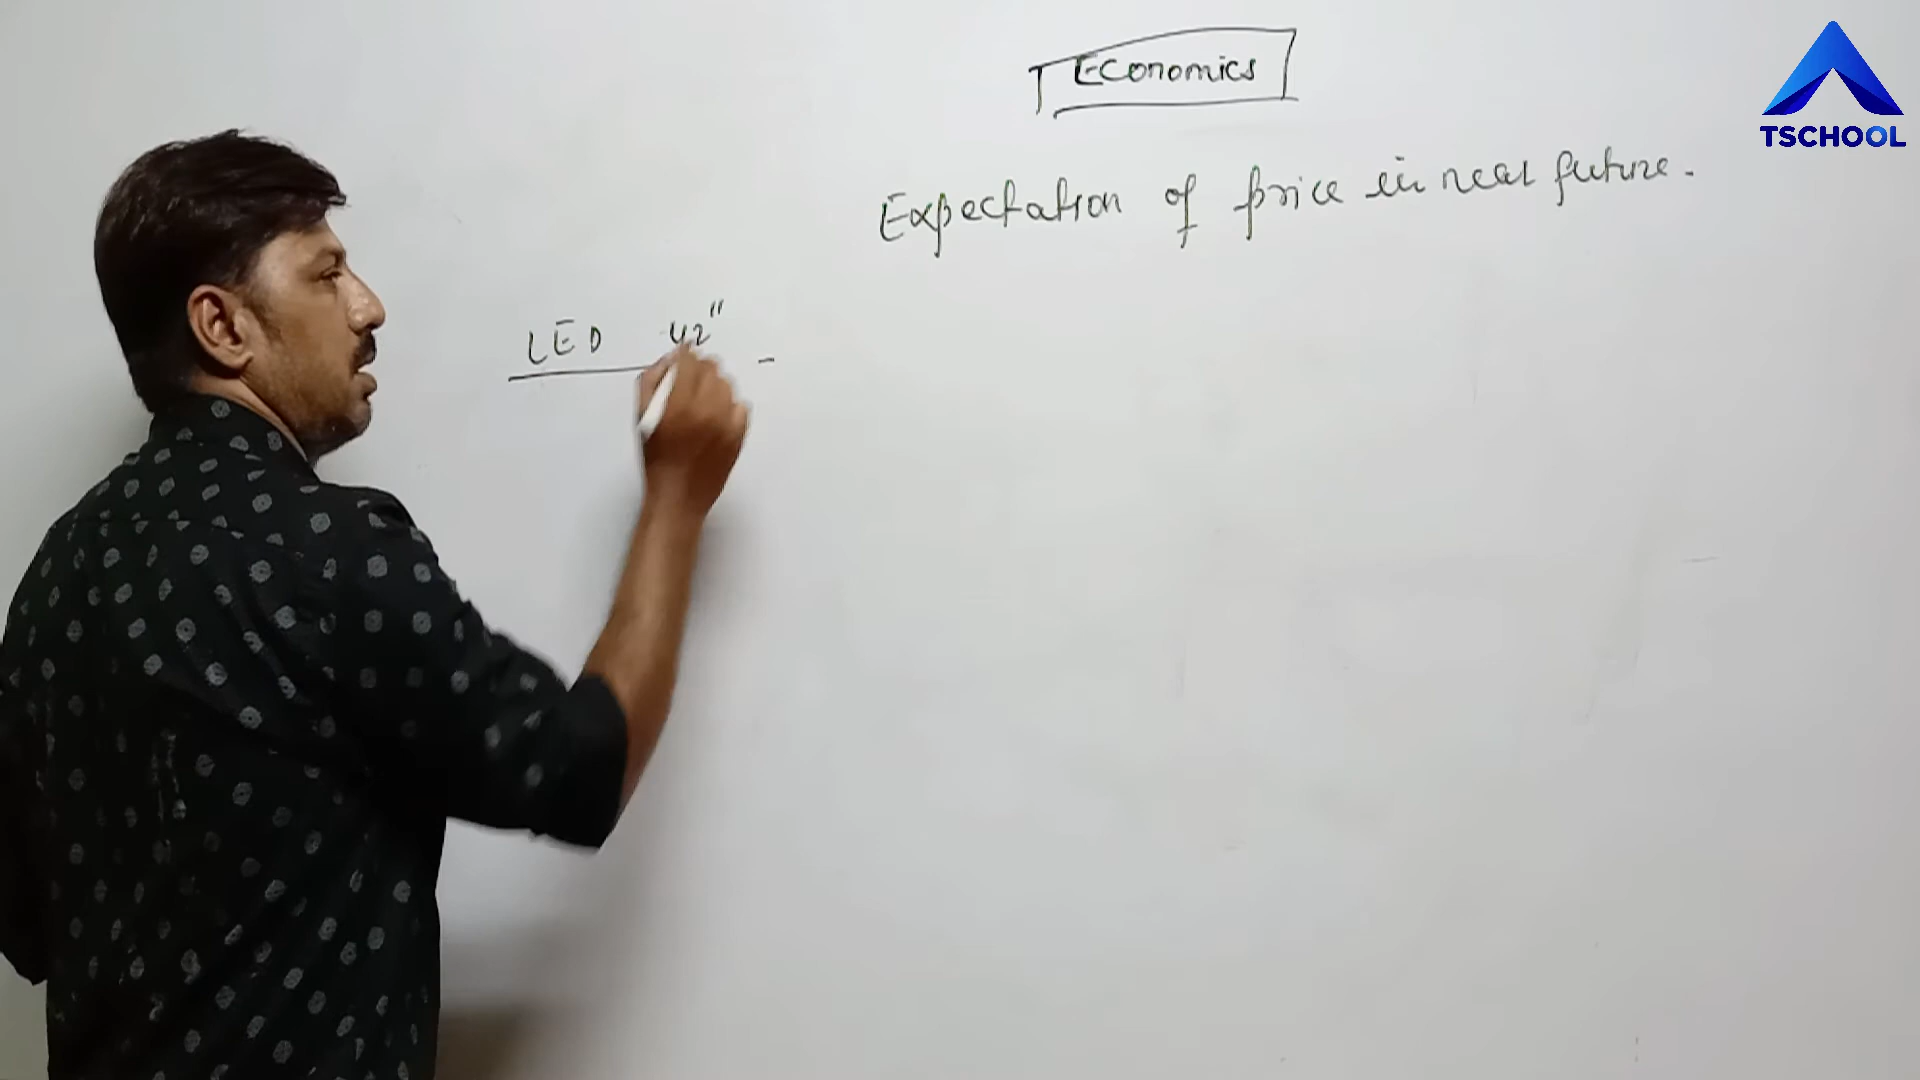 Economics
TSCHOOL
Expectation of price in near future.
LED 42" -